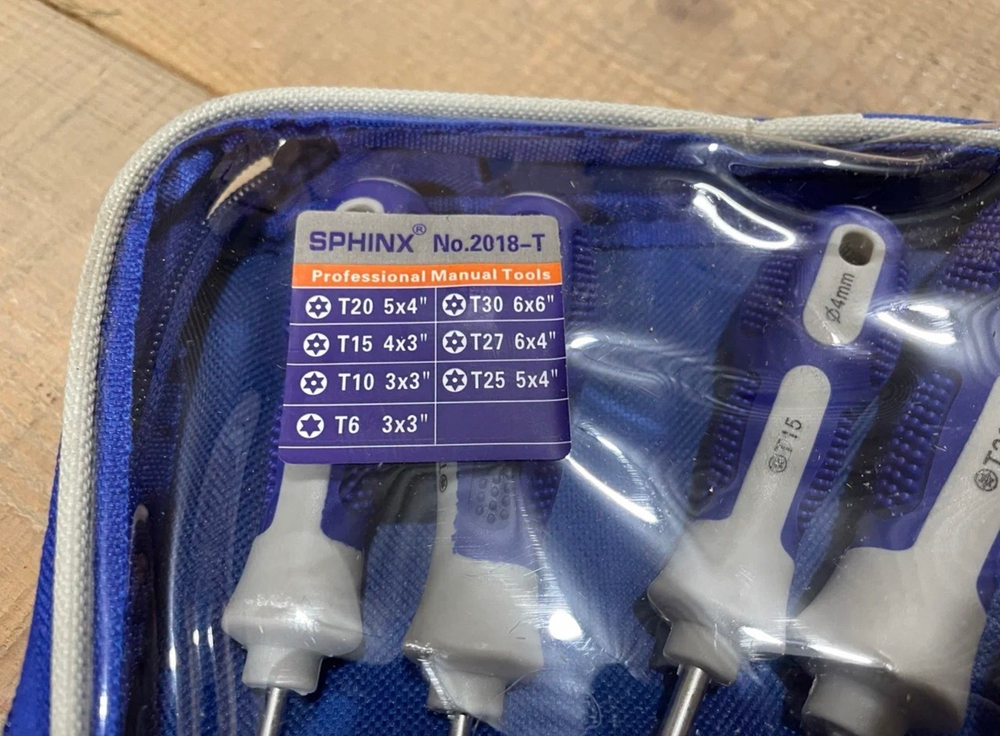 SPHINX® No.2018-T
Professional Manual Tools
T20 5x4" T30 6x6"
T15 4x3" T27 6x4"
T10 3x3" T25 5x4"
T6 3x3"
Ø4mm
T15